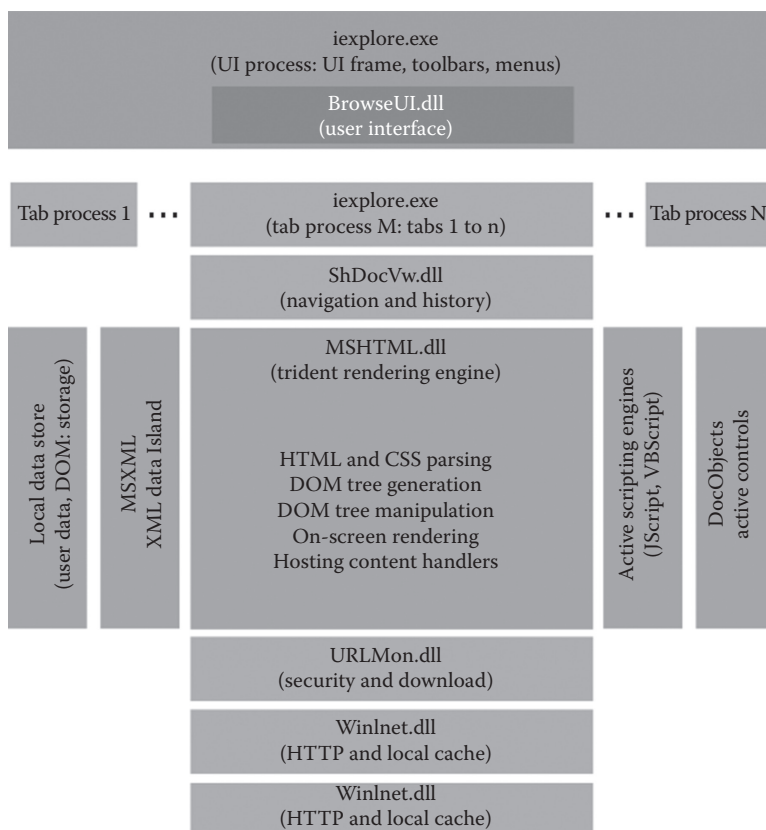 iexplore.exe
(UI process: UI frame, toolbars, menus)
BrowseUI.dll
(user interface)
Tab process 1
...
iexplore.exe
(tab process M: tabs 1 to n)
...
Tab process N
ShDocVw.dll
(navigation and history)
Local data store
(user data, DOM: storage)
MSXML
XML data Island
MSHTML.dll
(trident rendering engine)
HTML and CSS parsing
DOM tree generation
DOM tree manipulation
On-screen rendering
Hosting content handlers
Active scripting engines
(JScript, VBScript)
DocObjects
active controls
URLMon.dll
(security and download)
Winlnet.dll
(HTTP and local cache)
Winlnet.dll
(HTTP and local cache)